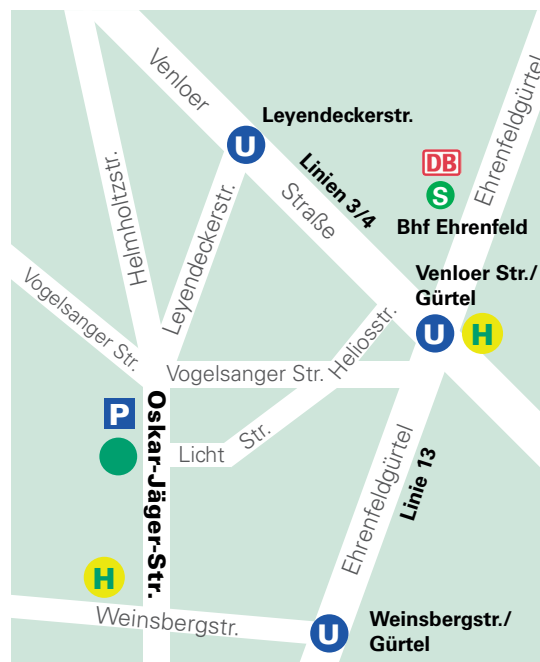 Venloer
Straße
Leyendeckerstr.
U
Linien 3/4
DB
S
Bhf Ehrenfeld
Ehrenfeldgürtel
Helmholtzstr.
Leyendeckerstr.
Venloer Str./
Gürtel
U
H
Vogelsanger Str.
Vogelsanger Str.
Heliosstr.
P
Oskar-Jäger-Str.
Licht
Str.
Ehrenfeldgürtel
Linie 13
H
Weinsbergstr.
U
Weinsbergstr./
Gürtel